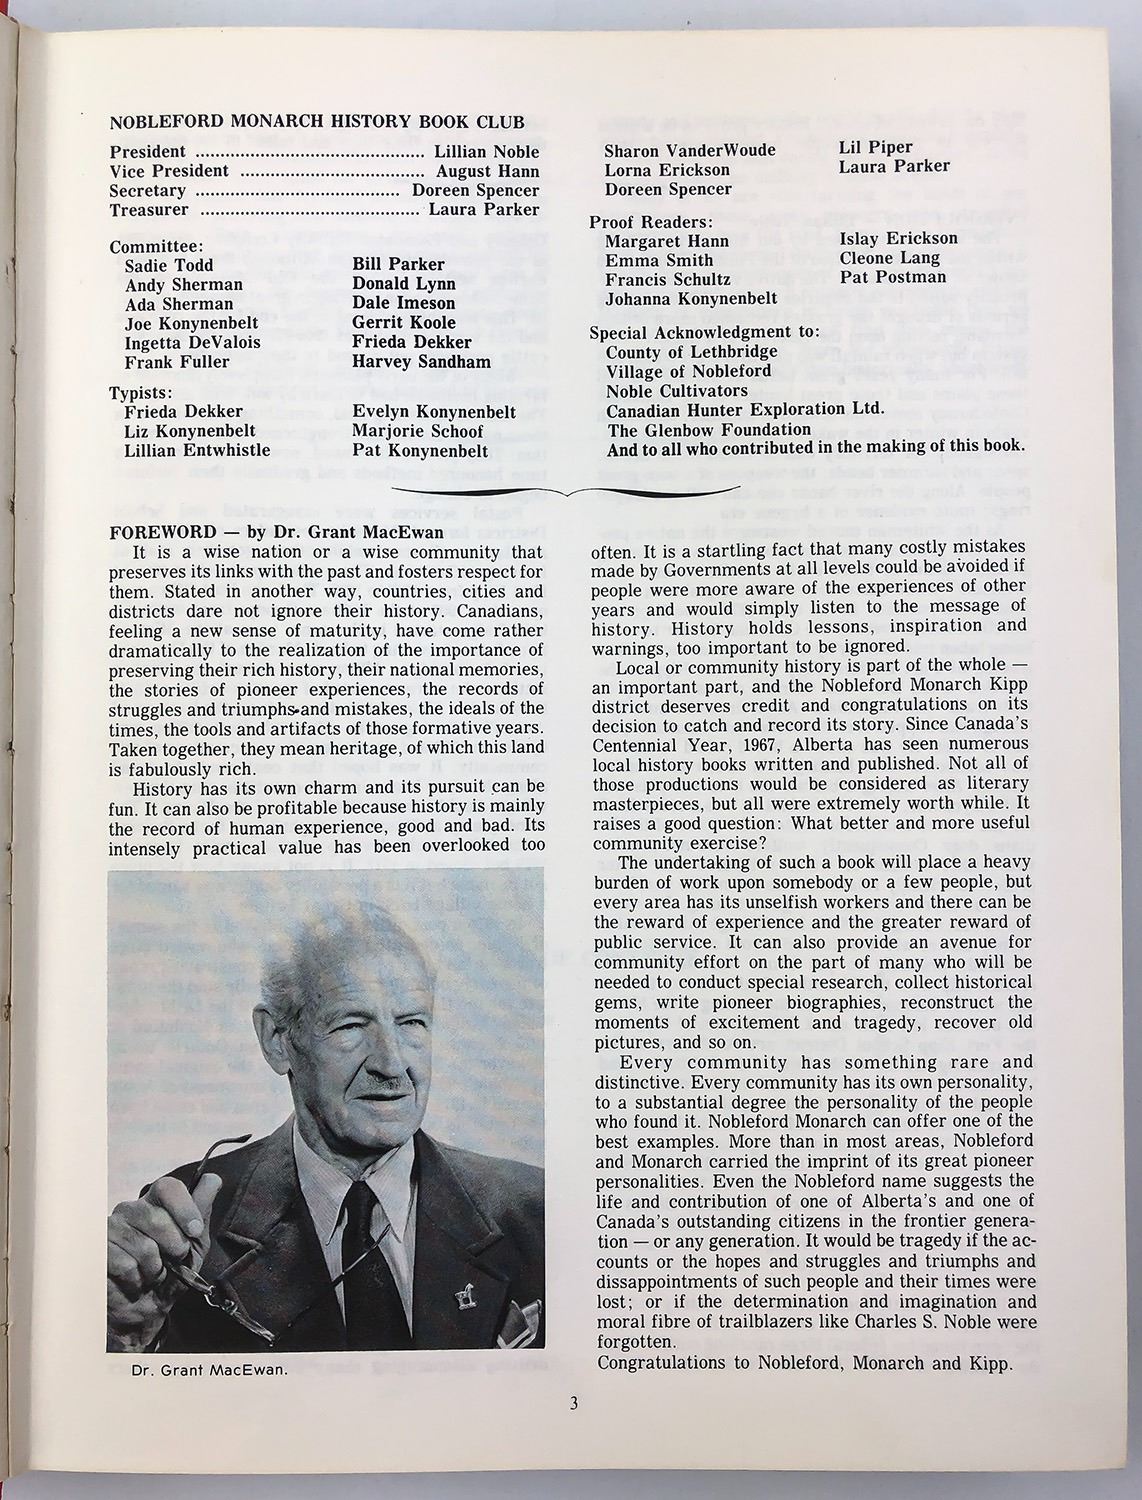 NOBLEFORD MONARCH HISTORY BOOK CLUB
President ........................................... Lillian Noble
Vice President .................................. August Hann
Secretary ...................................... Doreen Spencer
Treasurer ......................................... Laura Parker
Committee:
Sadie Todd Bill Parker
Andy Sherman Donald Lynn
Ada Sherman Dale Imeson
Joe Konynenbelt Gerrit Koole
Ingetta DeValois Frieda Dekker
Frank Fuller Harvey Sandham
Typists:
Frieda Dekker Evelyn Konynenbelt
Liz Konynenbelt Marjorie Schoof
Lillian Entwhistle Pat Konynenbelt
Sharon VanderWoude Lil Piper
Lorna Erickson Laura Parker
Doreen Spencer
Proof Readers:
Margaret Hann Islay Erickson
Emma Smith Cleone Lang
Francis Schultz Pat Postman
Johanna Konynenbelt
Special Acknowledgment to:
County of Lethbridge
Village of Nobleford
Noble Cultivators
Canadian Hunter Exploration Ltd.
The Glenbow Foundation
And to all who contributed in the making of this book.
FOREWORD — by Dr. Grant MacEwan
It is a wise nation or a wise community that
preserves its links with the past and fosters respect for
them. Stated in another way, countries, cities and
districts dare not ignore their history. Canadians,
feeling a new sense of maturity, have come rather
dramatically to the realization of the importance of
preserving their rich history, their national memories,
the stories of pioneer experiences, the records of
struggles and triumphs and mistakes, the ideals of the
times, the tools and artifacts of those formative years.
Taken together, they mean heritage, of which this land
is fabulously rich.
History has its own charm and its pursuit can be
fun. It can also be profitable because history is mainly
the record of human experience, good and bad. Its
intensely practical value has been overlooked too
Dr. Grant MacEwan.
often. It is a startling fact that many costly mistakes
made by Governments at all levels could be avoided if
people were more aware of the experiences of other
years and would simply listen to the message of
history. History holds lessons, inspiration and
warnings, too important to be ignored.
Local or community history is part of the whole —
an important part, and the Nobleford Monarch Kipp
district deserves credit and congratulations on its
decision to catch and record its story. Since Canada's
Centennial Year, 1967, Alberta has seen numerous
local history books written and published. Not all of
those productions would be considered as literary
masterpieces, but all were extremely worth while. It
raises a good question: What better and more useful
community exercise?
The undertaking of such a book will place a heavy
burden of work upon somebody or a few people, but
every area has its unselfish workers and there can be
the reward of experience and the greater reward of
public service. It can also provide an avenue for
community effort on the part of many who will be
needed to conduct special research, collect historical
gems, write pioneer biographies, reconstruct the
moments of excitement and tragedy, recover old
pictures, and so on.
Every community has something rare and
distinctive. Every community has its own personality,
to a substantial degree the personality of the people
who found it. Nobleford Monarch can offer one of the
best examples. More than in most areas, Nobleford
and Monarch carried the imprint of its great pioneer
personalities. Even the Nobleford name suggests the
life and contribution of one of Alberta's and one of
Canada's outstanding citizens in the frontier genera-
tion — or any generation. It would be tragedy if the ac-
counts or the hopes and struggles and triumphs and
dissappointments of such people and their times were
lost; or if the determination and imagination and
moral fibre of trailblazers like Charles S. Noble were
forgotten.
Congratulations to Nobleford, Monarch and Kipp.
3